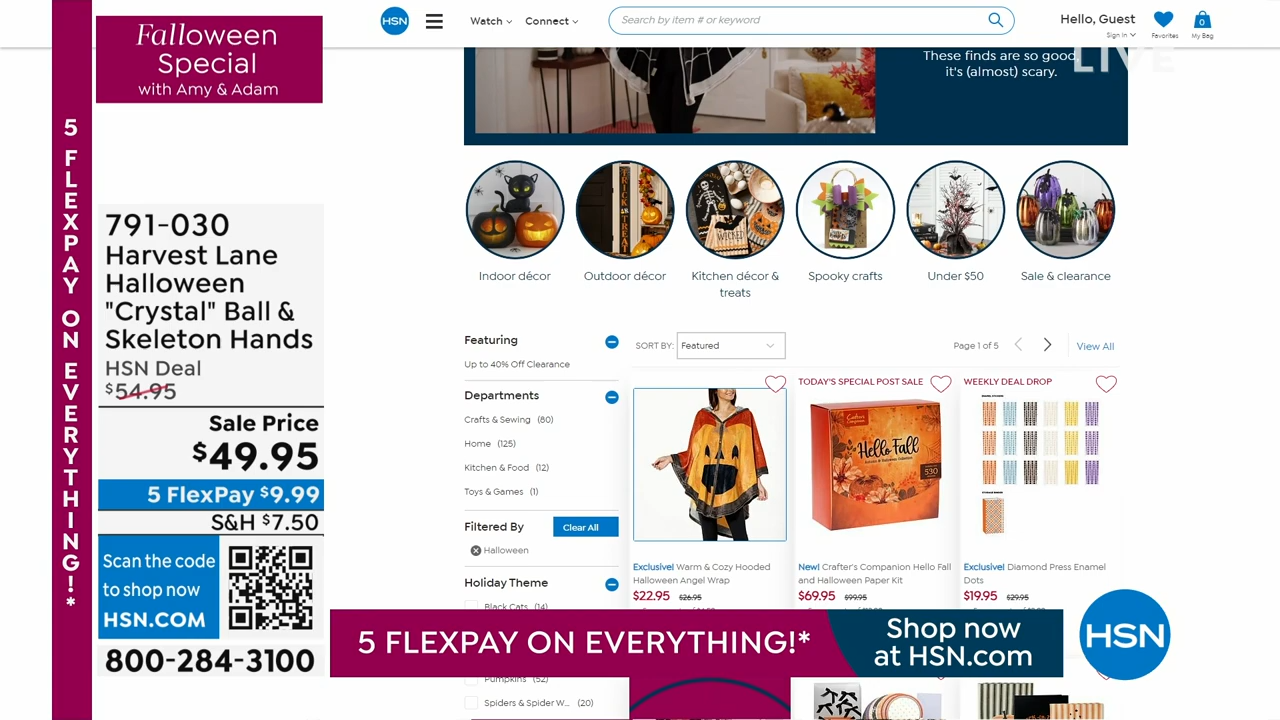 Falloween
Special
with Amy & Adam
5 FLEXPAY ON EVERYTHING!*
791-030
Harvest Lane
Halloween
"Crystal" Ball &
Skeleton Hands
HSN Deal
$54.95
Sale Price
$49.95
5 FlexPay $9.99
S&H $7.50
Scan the code
to shop now
HSN.COM
800-284-3100
HSN
Watch
Connect
Search by item # or keyword
Hello, Guest
Sign In
Favorites
0
My Bag
LIVE
These finds are so good,
it's (almost) scary.
TRICK
TREAT
WICKED
Indoor décor
Outdoor décor
Kitchen décor &
treats
Spooky crafts
Under $50
Sale & clearance
Featuring
Up to 40% Off Clearance
Departments
Crafts & Sewing (80)
Home (125)
Kitchen & Food (12)
Toys & Games (1)
Filtered By
Clear All
Halloween
Holiday Theme
Black Cats (14)
Pumpkins (52)
Spiders & Spider W... (20)
SORT BY: Featured
Page 1 of 5
View All
TODAY'S SPECIAL POST SALE
WEEKLY DEAL DROP
Crafter's
Companion
Hello Fall
530
Exclusive! Warm & Cozy Hooded
Halloween Angel Wrap
$22.95 $26.95
New! Crafter's Companion Hello Fall
and Halloween Paper Kit
$69.95 $99.95
Exclusive! Diamond Press Enamel
Dots
$19.95 $29.95
5 FLEXPAY ON EVERYTHING!*
Shop now
at HSN.com
HSN